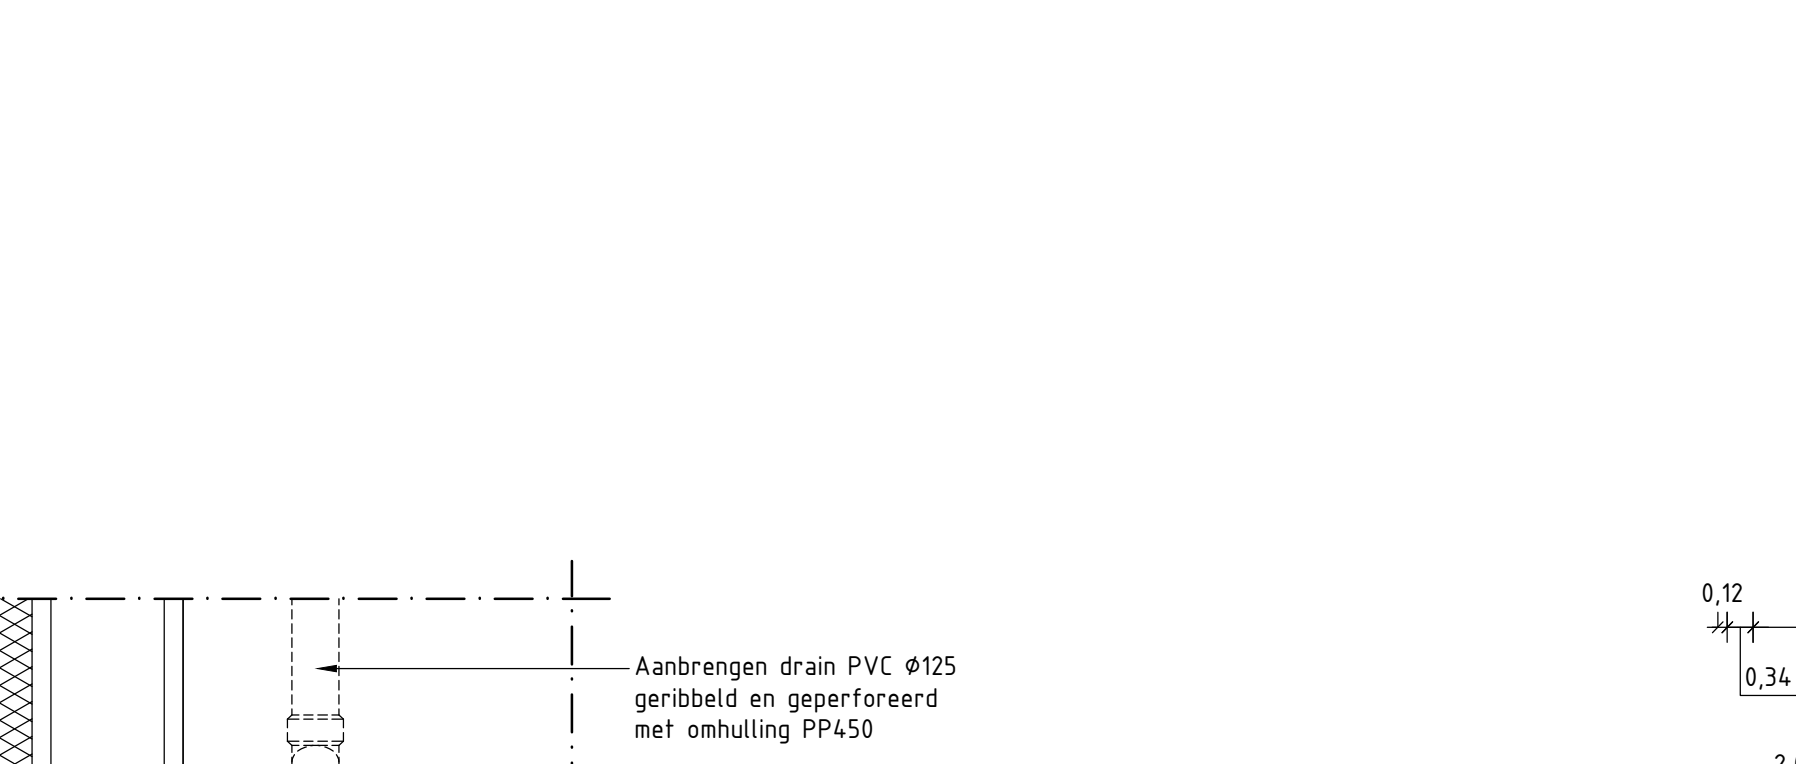 0,12
Aanbrengen drain PVC Ø125
0,34
geribbeld en geperforeerd
met omhulling PP450